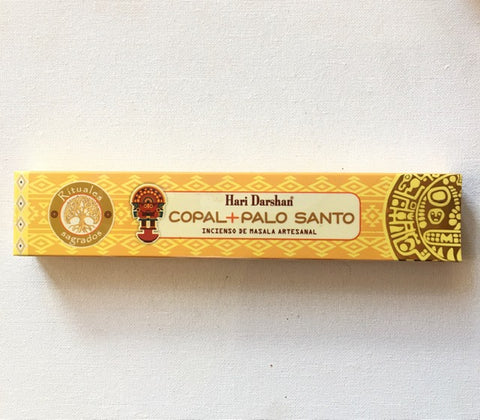 Rituales
sagrados
Hari Darshan
COPAL+PALO SANTO
INCIENSO DE MASALA ARTESANAL